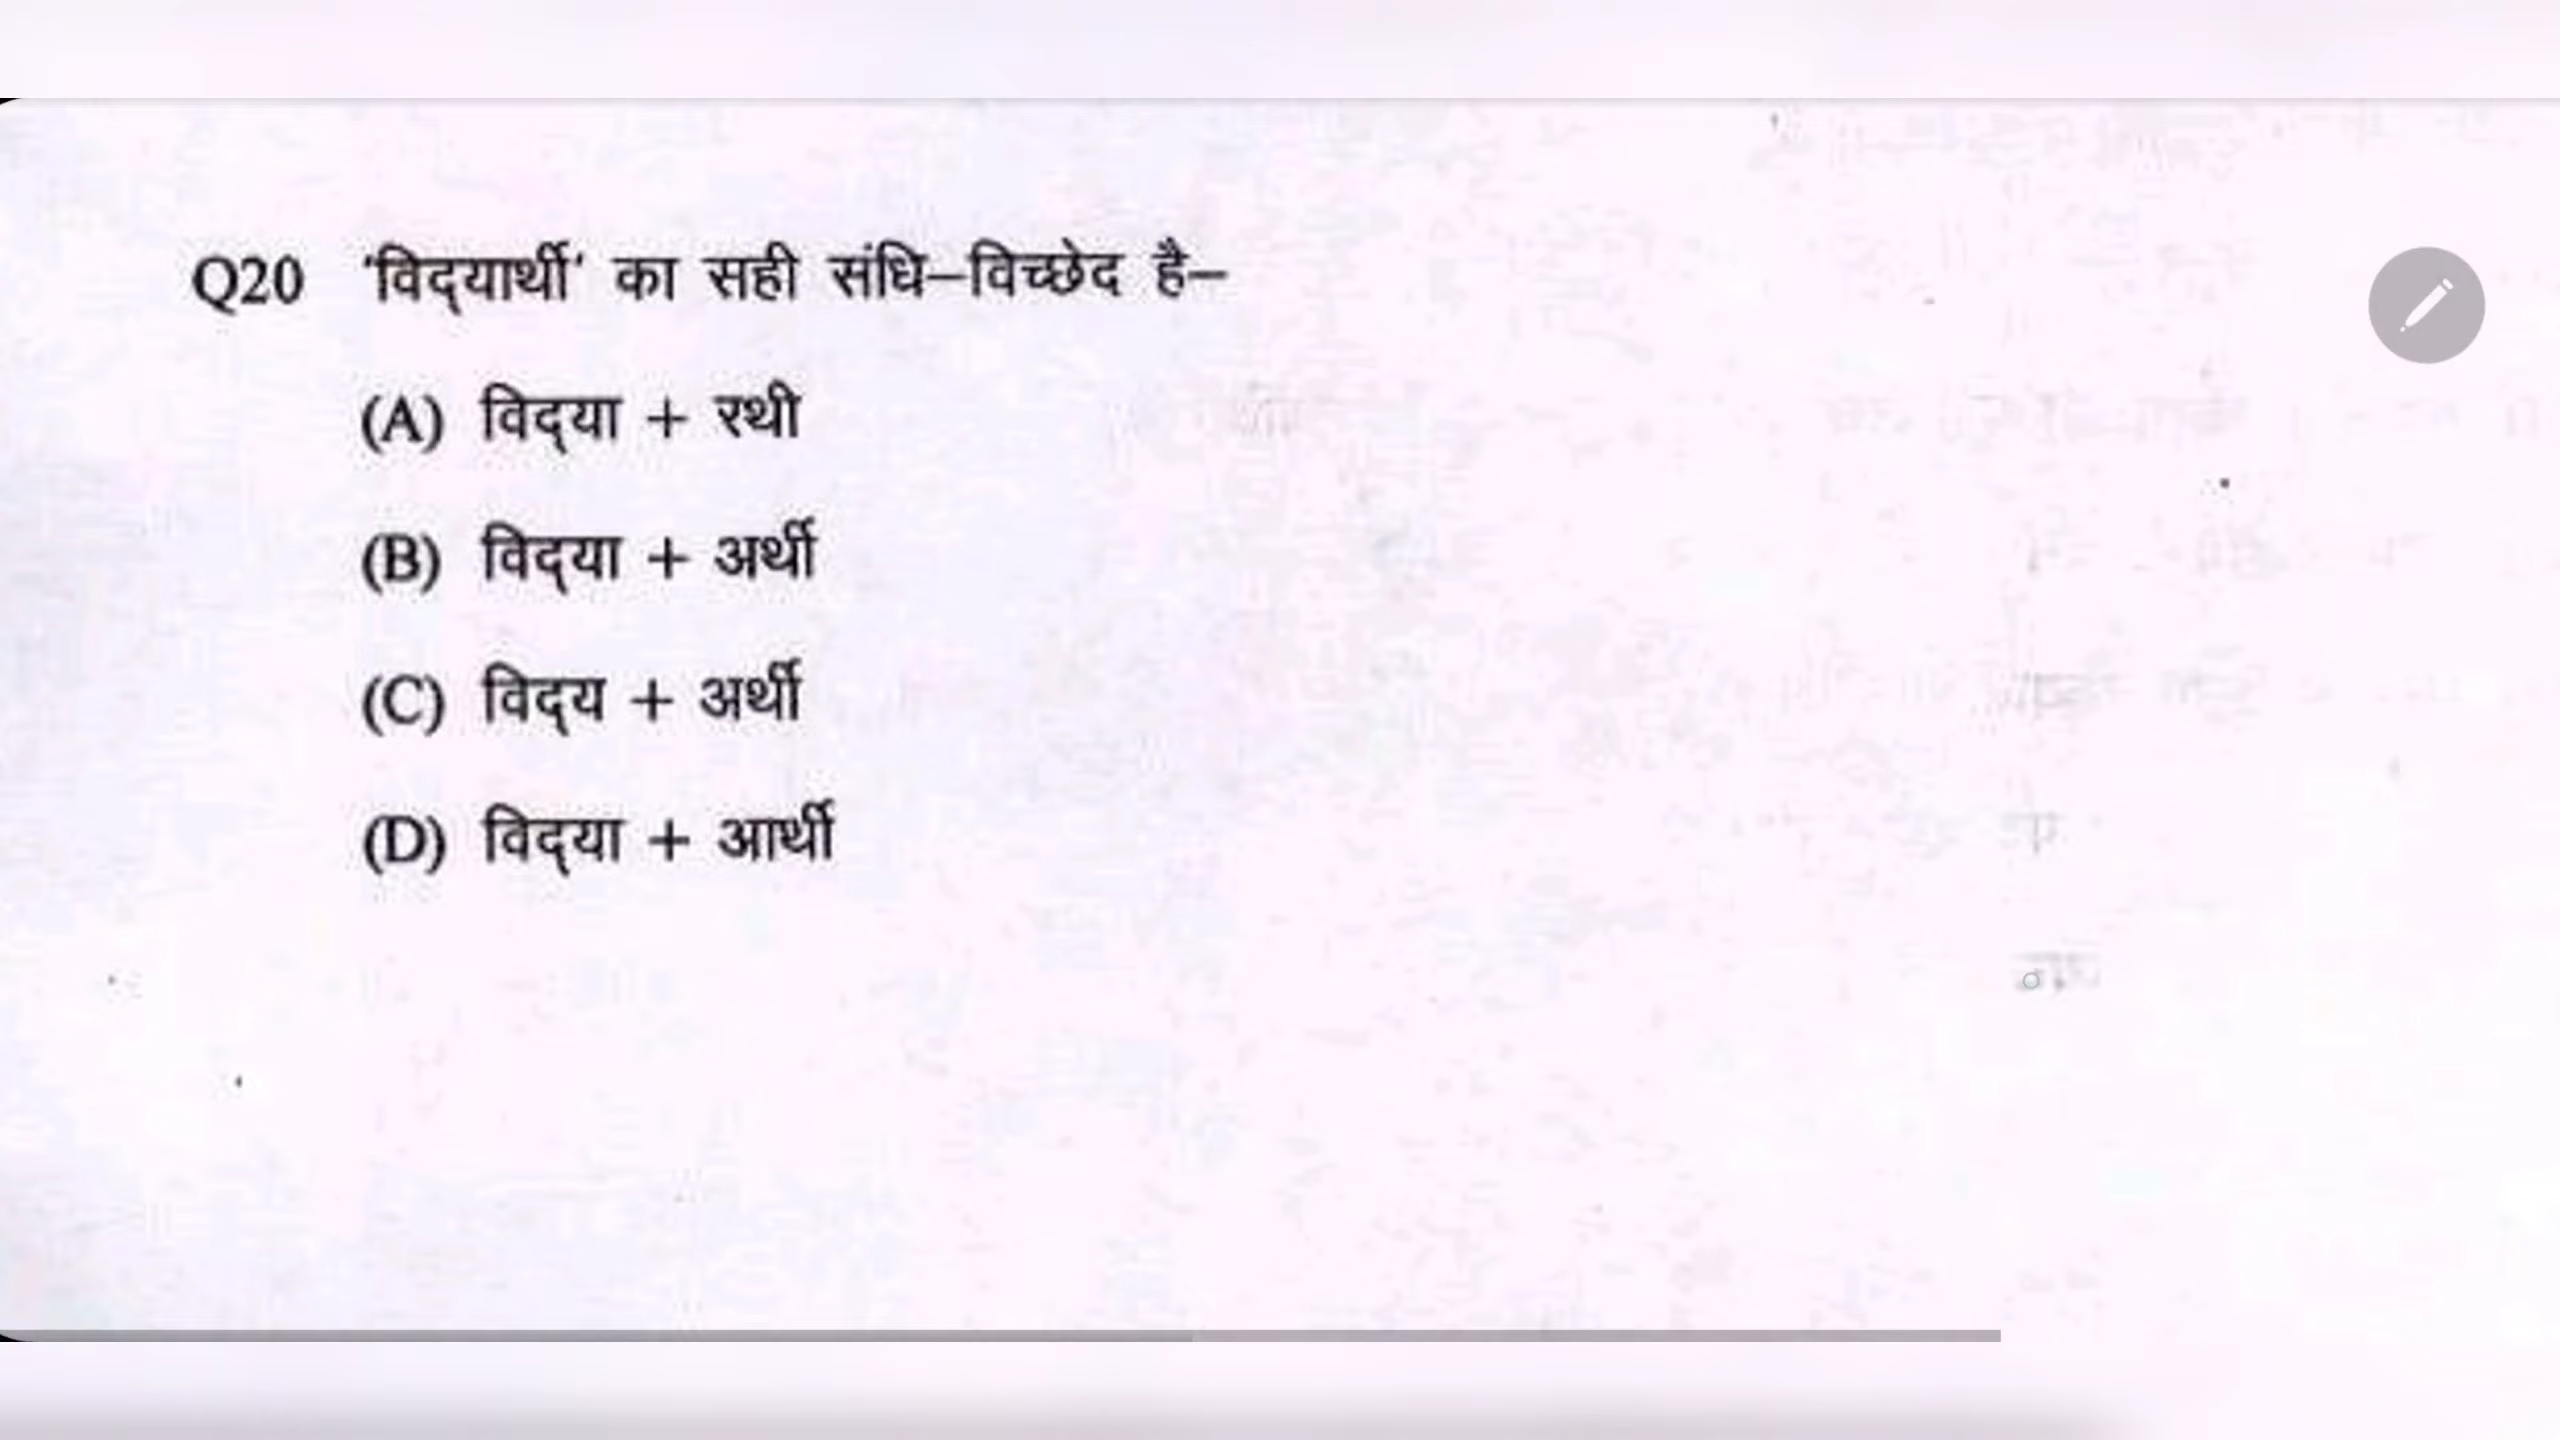 Q20 'विद्‌यार्थी' का सही संधि–विच्छेद है–
(A) विद्‌या + रथी
(B) विद्‌या + अर्थी
(C) विद्‌य + अर्थी
(D) विद्‌या + आर्थी